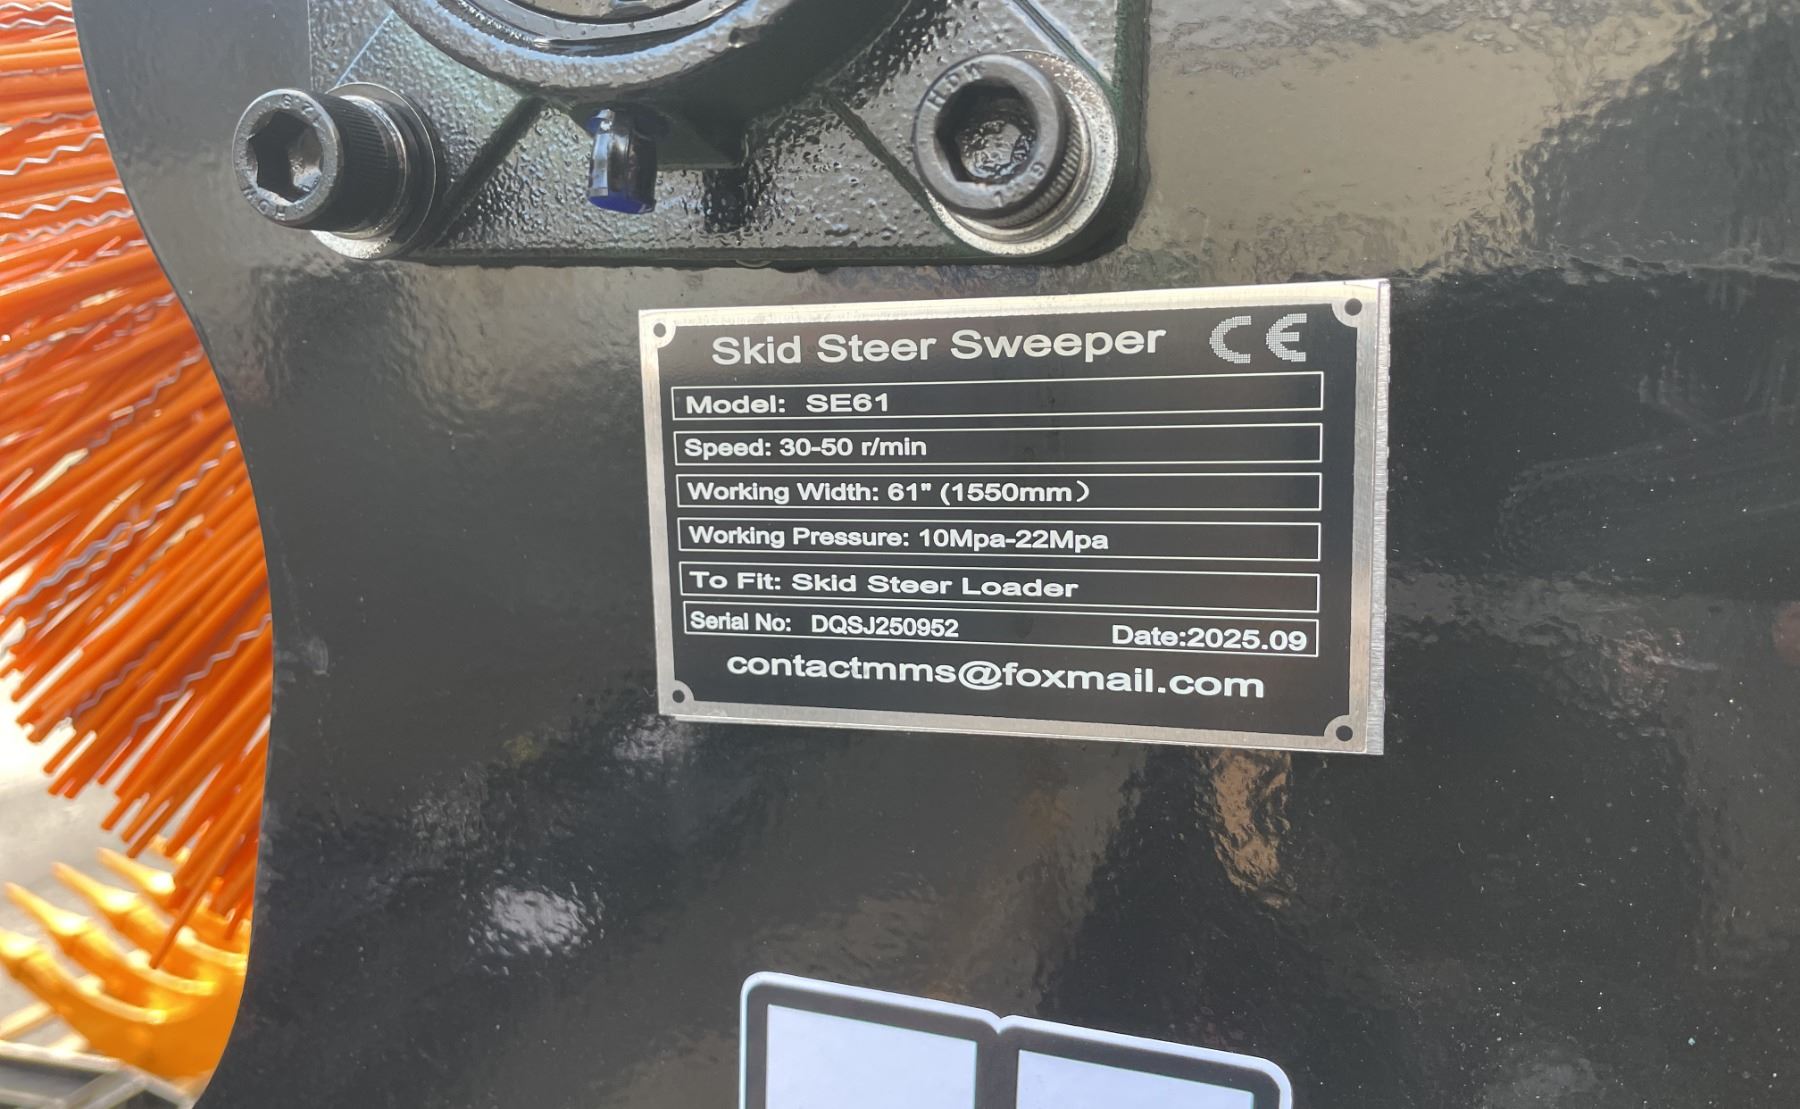 Skid Steer Sweeper CE
Model: SE61
Speed: 30-50 r/min
Working Width: 61" (1550mm）
Working Pressure: 10Mpa-22Mpa
To Fit: Skid Steer Loader
Serial No: DQSJ250952 Date:2025.09
contactmms@foxmail.com